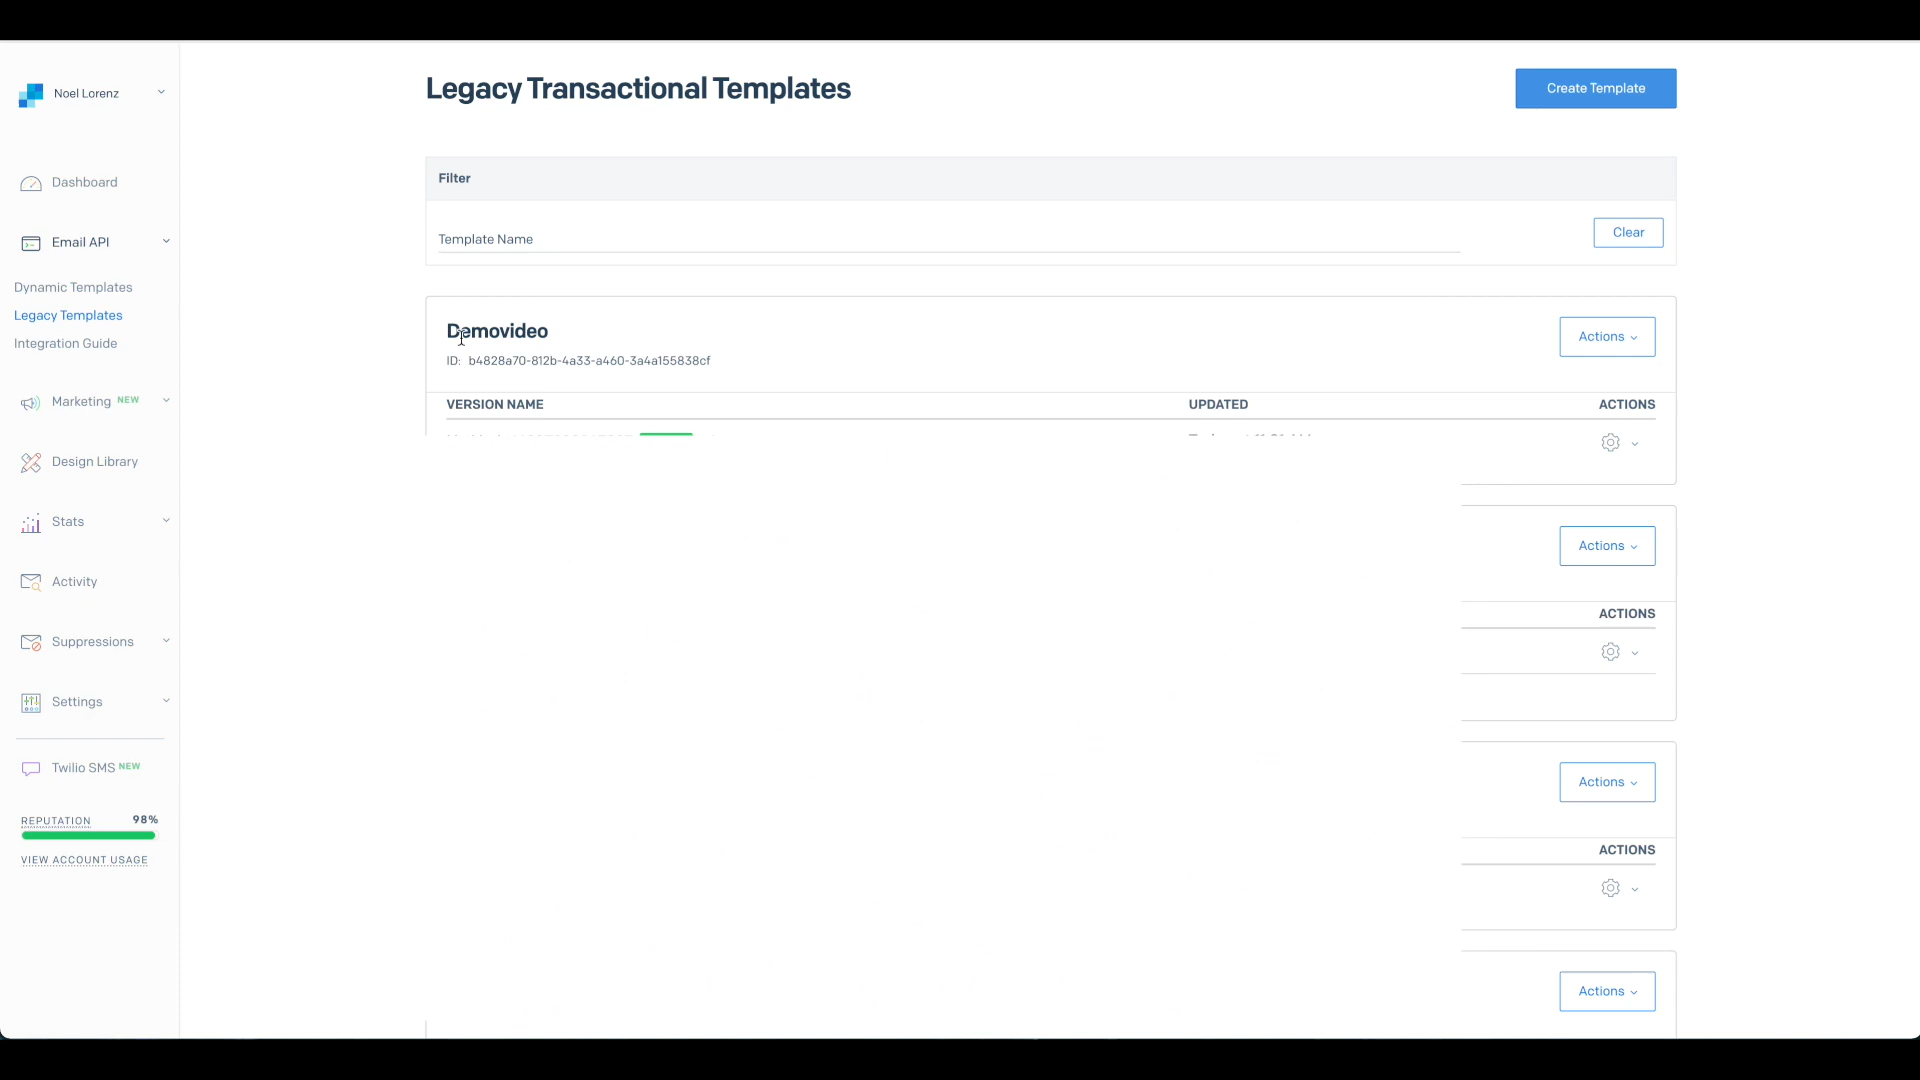 Noel Lorenz
Dashboard
Email API
Dynamic Templates
Legacy Templates
Integration Guide
Marketing NEW
Design Library
Stats
Activity
Suppressions
Settings
Twilio SMS NEW
REPUTATION 98%
VIEW ACCOUNT USAGE
Legacy Transactional Templates
Create Template
Filter
Template Name
Clear
Demovideo
Actions
ID: b4828a70-812b-4a33-a460-3a4a155838cf
VERSION NAME UPDATED ACTIONS
Actions
ACTIONS
Actions
ACTIONS
Actions